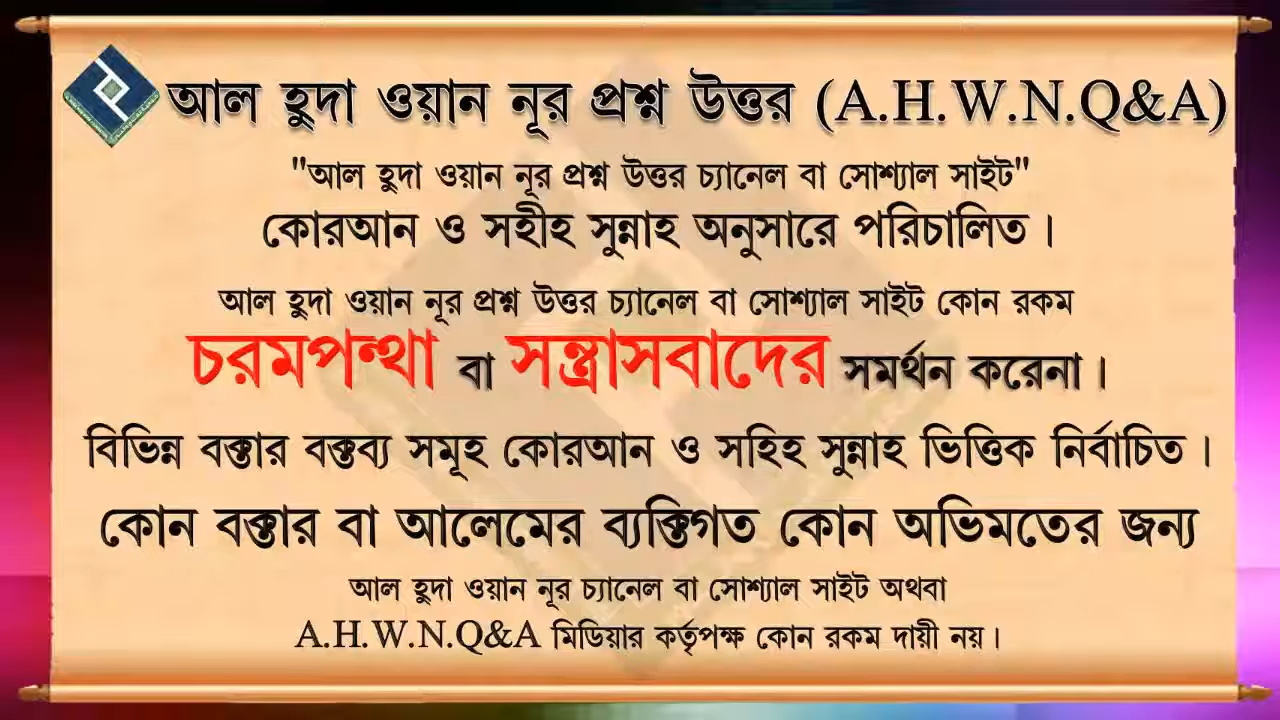 আল হুদা ওয়ান নূর প্রশ্ন উত্তর (A.H.W.N.Q&A)
"আল হুদা ওয়ান নূর প্রশ্ন উত্তর চ্যানেল বা সোশ্যাল সাইট"
কোরআন ও সহীহ সুন্নাহ অনুসারে পরিচালিত।
আল হুদা ওয়ান নূর প্রশ্ন উত্তর চ্যানেল বা সোশ্যাল সাইট কোন রকম
চরমপন্থা বা সন্ত্রাসবাদের সমর্থন করেনা।
বিভিন্ন বক্তার বক্তব্য সমূহ কোরআন ও সহিহ সুন্নাহ ভিত্তিক নির্বাচিত।
কোন বক্তার বা আলেমের ব্যক্তিগত কোন অভিমতের জন্য
আল হুদা ওয়ান নূর চ্যানেল বা সোশ্যাল সাইট অথবা
A.H.W.N.Q&A মিডিয়ার কর্তৃপক্ষ কোন রকম দায়ী নয়।